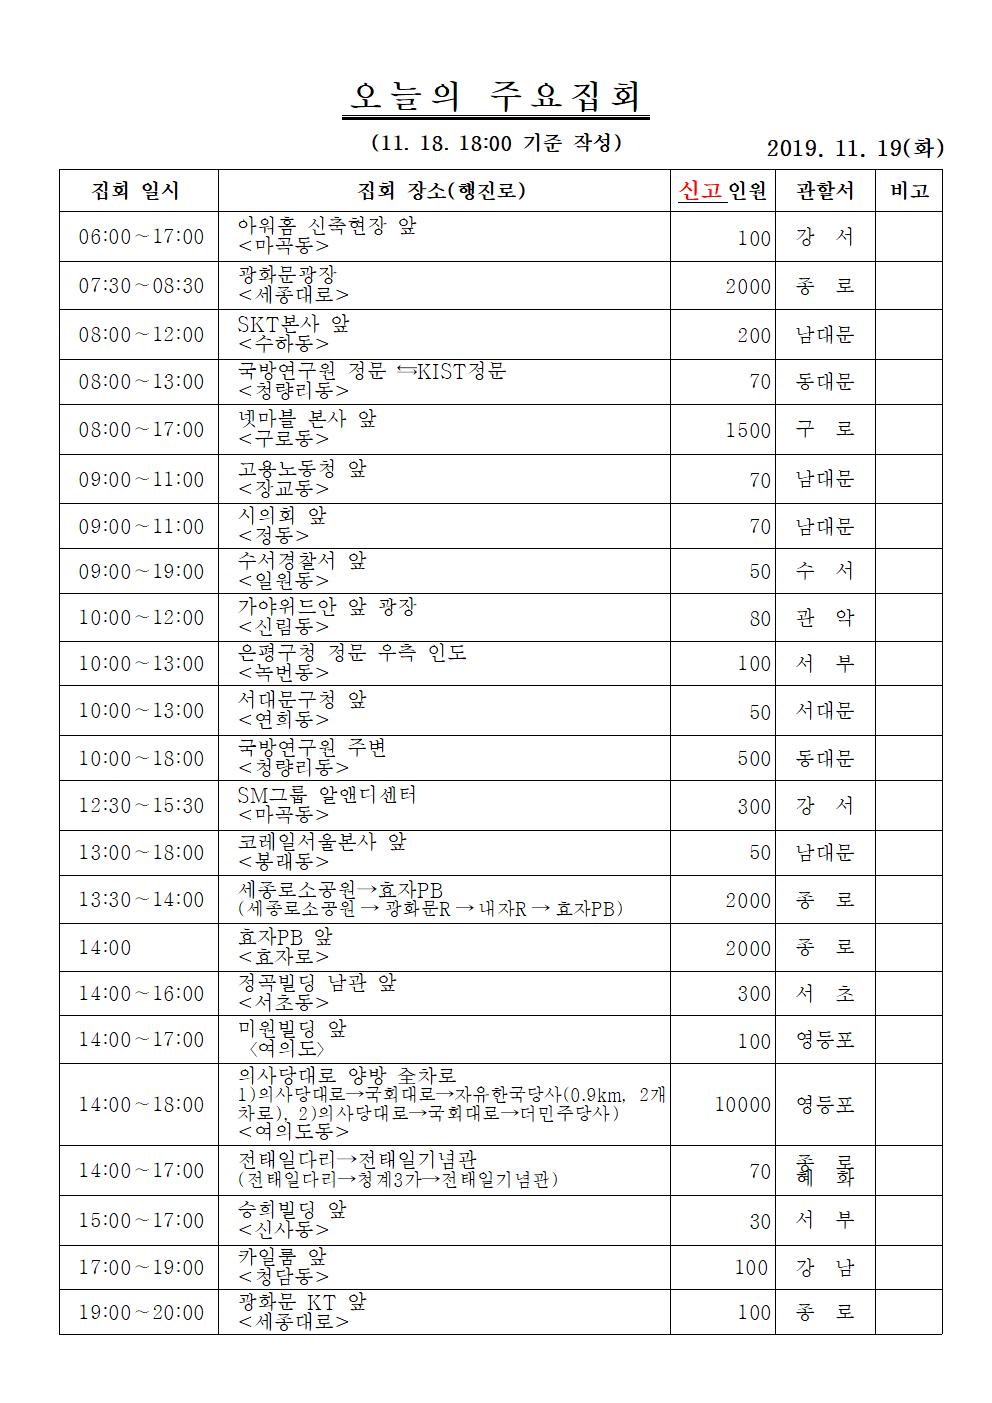 오늘의 주요집회
(11. 18. 18:00 기준 작성)
2019. 11. 19(화)
집회 일시 집회 장소(행진로) 신고인원 관할서 비고
06:00~17:00 아워홈 신축현장 앞 100 강 서
<마곡동>
07:30~08:30 광화문광장 2000 종 로
<세종대로>
08:00~12:00 SKT본사 앞 200 남대문
<수하동>
08:00~13:00 국방연구원 정문 ⇆KIST정문 70 동대문
<청량리동>
08:00~17:00 넷마블 본사 앞 1500 구 로
<구로동>
09:00~11:00 고용노동청 앞 70 남대문
<장교동>
09:00~11:00 시의회 앞 70 남대문
<정동>
09:00~19:00 수서경찰서 앞 50 수 서
<일원동>
10:00~12:00 가야위드안 앞 광장 80 관 악
<신림동>
10:00~13:00 은평구청 정문 우측 인도 100 서 부
<녹번동>
10:00~13:00 서대문구청 앞 50 서대문
<연희동>
10:00~18:00 국방연구원 주변 500 동대문
<청량리동>
12:30~15:30 SM그룹 알앤디센터 300 강 서
<마곡동>
13:00~18:00 코레일서울본사 앞 50 남대문
<봉래동>
13:30~14:00 세종로소공원→효자PB 2000 종 로
(세종로소공원 → 광화문R → 내자R → 효자PB)
14:00 효자PB 앞 2000 종 로
<효자로>
14:00~16:00 정곡빌딩 남관 앞 300 서 초
<서초동>
14:00~17:00 미원빌딩 앞 100 영등포
〈여의도〉
14:00~18:00 의사당대로 양방 全차로 10000 영등포
1)의사당대로→국회대로→자유한국당사(0.9km, 2개
차로), 2)의사당대로→국회대로→더민주당사)
<여의도동>
14:00~17:00 전태일다리→전태일기념관 70 종 로
(전태일다리→청계3가→전태일기념관) 혜 화
15:00~17:00 승희빌딩 앞 30 서 부
<신사동>
17:00~19:00 카일룸 앞 100 강 남
<청담동>
19:00~20:00 광화문 KT 앞 100 종 로
<세종대로>